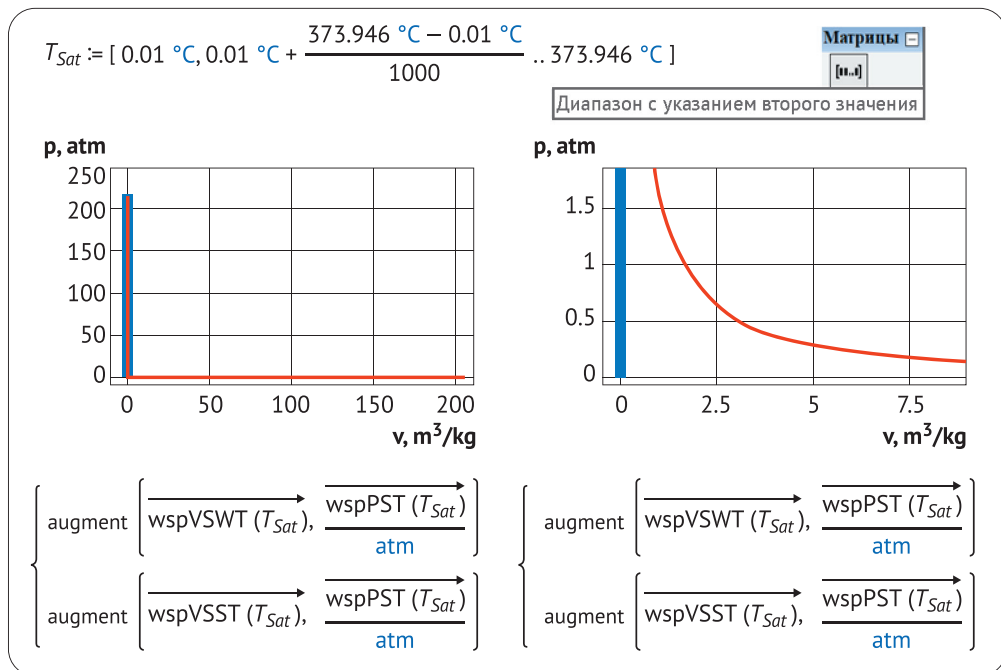 T_Sat := [ 0.01 °C, 0.01 °C + (373.946 °C – 0.01 °C)/1000 .. 373.946 °C ]
Матрицы
Диапазон с указанием второго значения
p, atm
250
200
150
100
50
0
0 50 100 150 200
v, m³/kg
p, atm
1.5
1
0.5
0
0 2.5 5 7.5
v, m³/kg
augment [ wspVSWT (T_Sat), wspPST (T_Sat)/atm ]
augment [ wspVSST (T_Sat), wspPST (T_Sat)/atm ]
augment [ wspVSWT (T_Sat), wspPST (T_Sat)/atm ]
augment [ wspVSST (T_Sat), wspPST (T_Sat)/atm ]